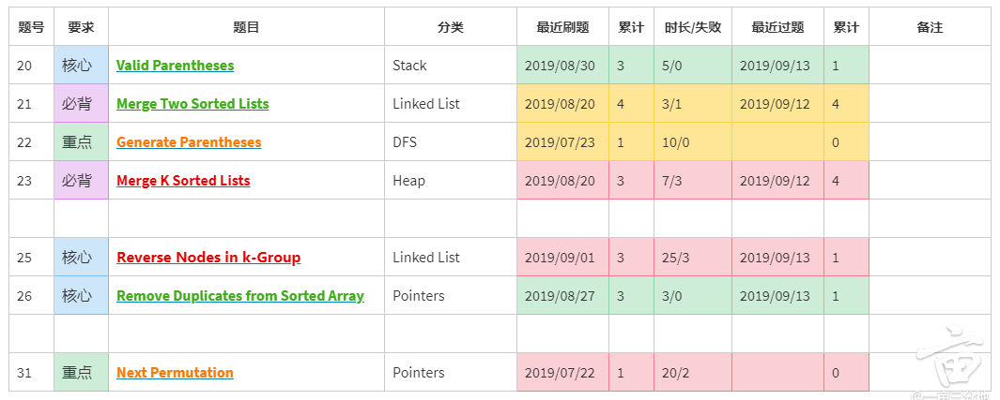 题号 要求 题目 分类 最近刷题 累计 时长/失败 最近过题 累计 备注
20 核心 Valid Parentheses Stack 2019/08/30 3 5/0 2019/09/13 1
21 必背 Merge Two Sorted Lists Linked List 2019/08/20 4 3/1 2019/09/12 4
22 重点 Generate Parentheses DFS 2019/07/23 1 10/0 0
23 必背 Merge K Sorted Lists Heap 2019/08/20 3 7/3 2019/09/12 4
25 核心 Reverse Nodes in k-Group Linked List 2019/09/01 3 25/3 2019/09/13 1
26 核心 Remove Duplicates from Sorted Array Pointers 2019/08/27 3 3/0 2019/09/13 1
31 重点 Next Permutation Pointers 2019/07/22 1 20/2 0
亩
@一亩三分地